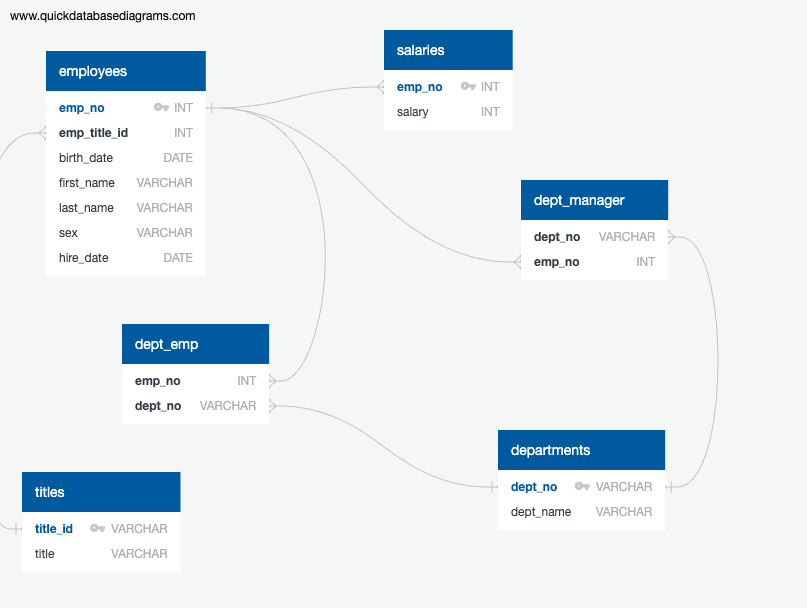 www.quickdatabasediagrams.com
employees
emp_no INT
emp_title_id INT
birth_date DATE
first_name VARCHAR
last_name VARCHAR
sex VARCHAR
hire_date DATE
salaries
emp_no INT
salary INT
dept_manager
dept_no VARCHAR
emp_no INT
dept_emp
emp_no INT
dept_no VARCHAR
departments
dept_no VARCHAR
dept_name VARCHAR
titles
title_id VARCHAR
title VARCHAR